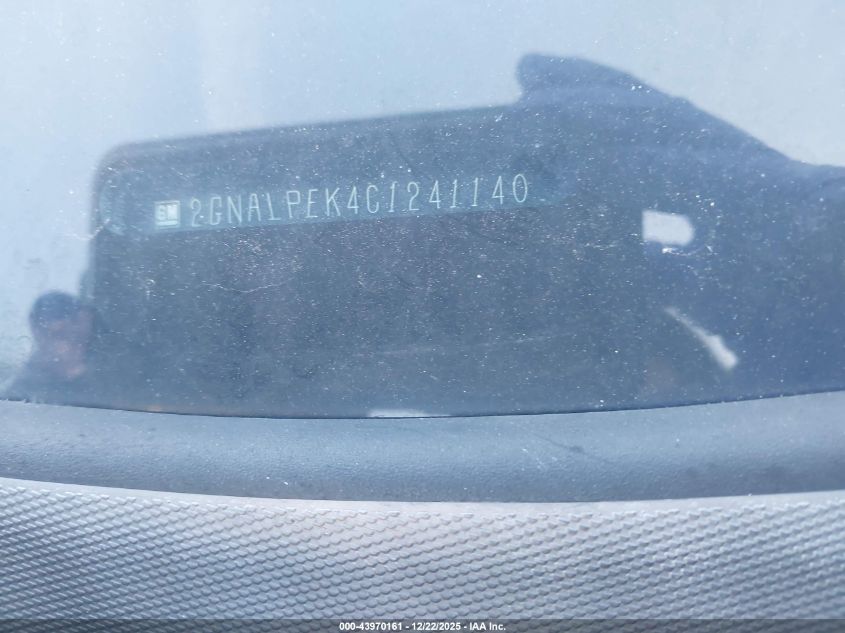 GM 2GNALPEK4C1241140
000-43970161 - 12/22/2025 - IAA Inc.